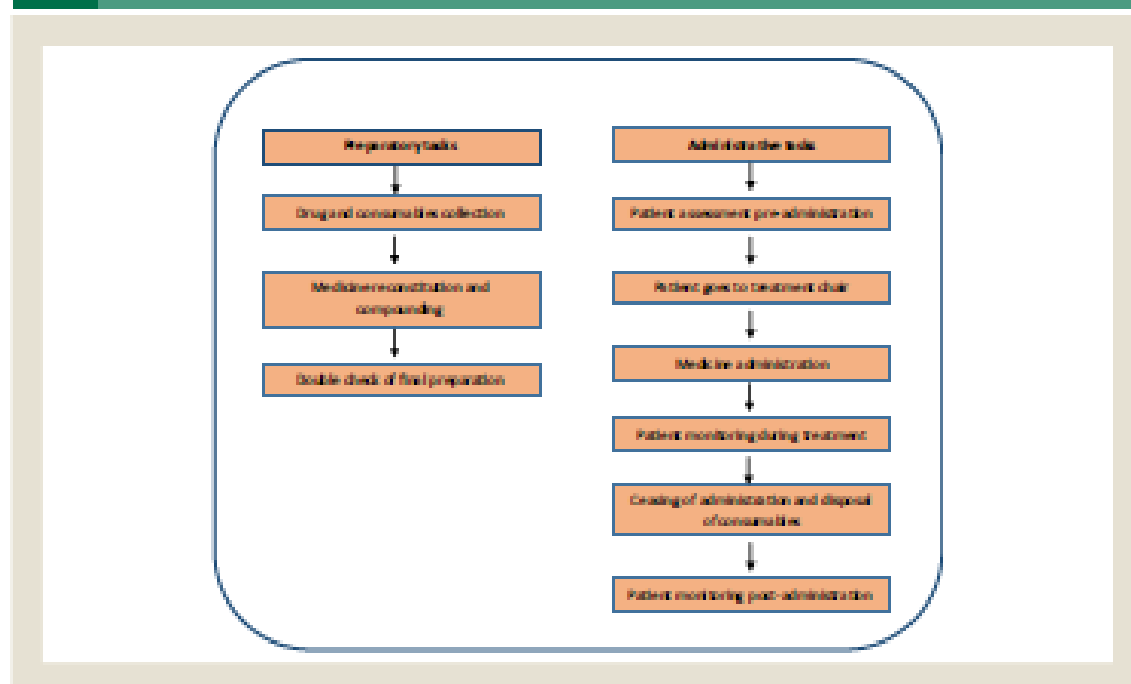 Preparatory tasks
Drug and consumables collection
Medicine reconstitution and
compounding
Double check of final preparation
Administrative tasks
Patient assessment pre-administration
Patient goes to treatment chair
Medicine administration
Patient monitoring during treatment
Ceasing of administration and disposal
of consumables
Patient monitoring post-administration